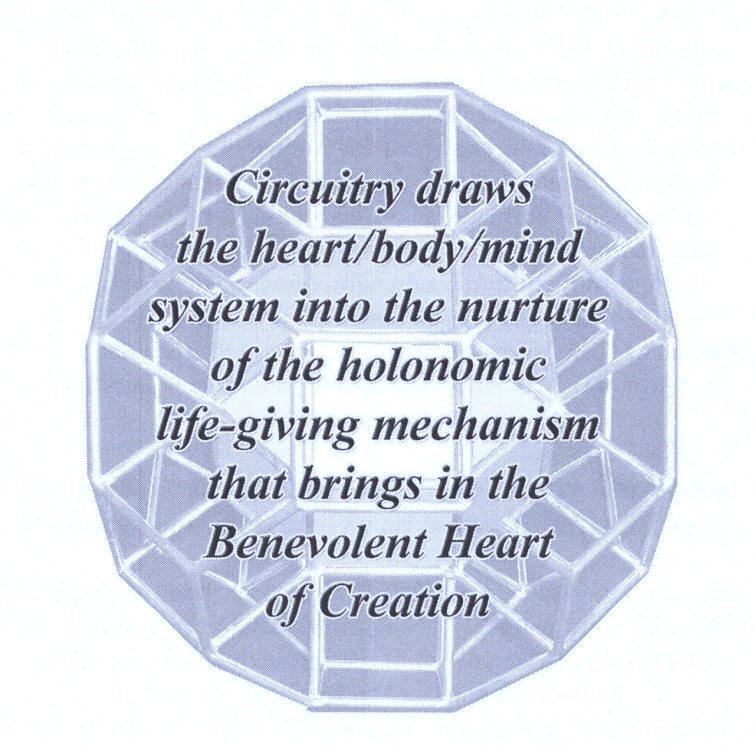 Circuitry draws
the heart/body/mind
system into the nurture
of the holonomic
life-giving mechanism
that brings in the
Benevolent Heart
of Creation